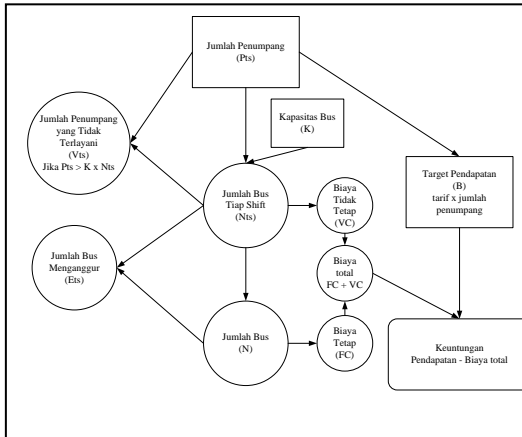 Jumlah Penumpang
(Pts)
Jumlah Penumpang
yang Tidak
Terlayani
(Vts)
Jika Pts > K x Nts
Kapasitas Bus
(K)
Target Pendapatan
(B)
tarif x jumlah
penumpang
Jumlah Bus
Tiap Shift
(Nts)
Biaya
Tidak
Tetap
(VC)
Jumlah Bus
Menganggur
(Ets)
Biaya
total
FC + VC
Jumlah Bus
(N)
Biaya
Tetap
(FC)
Keuntungan
Pendapatan - Biaya total